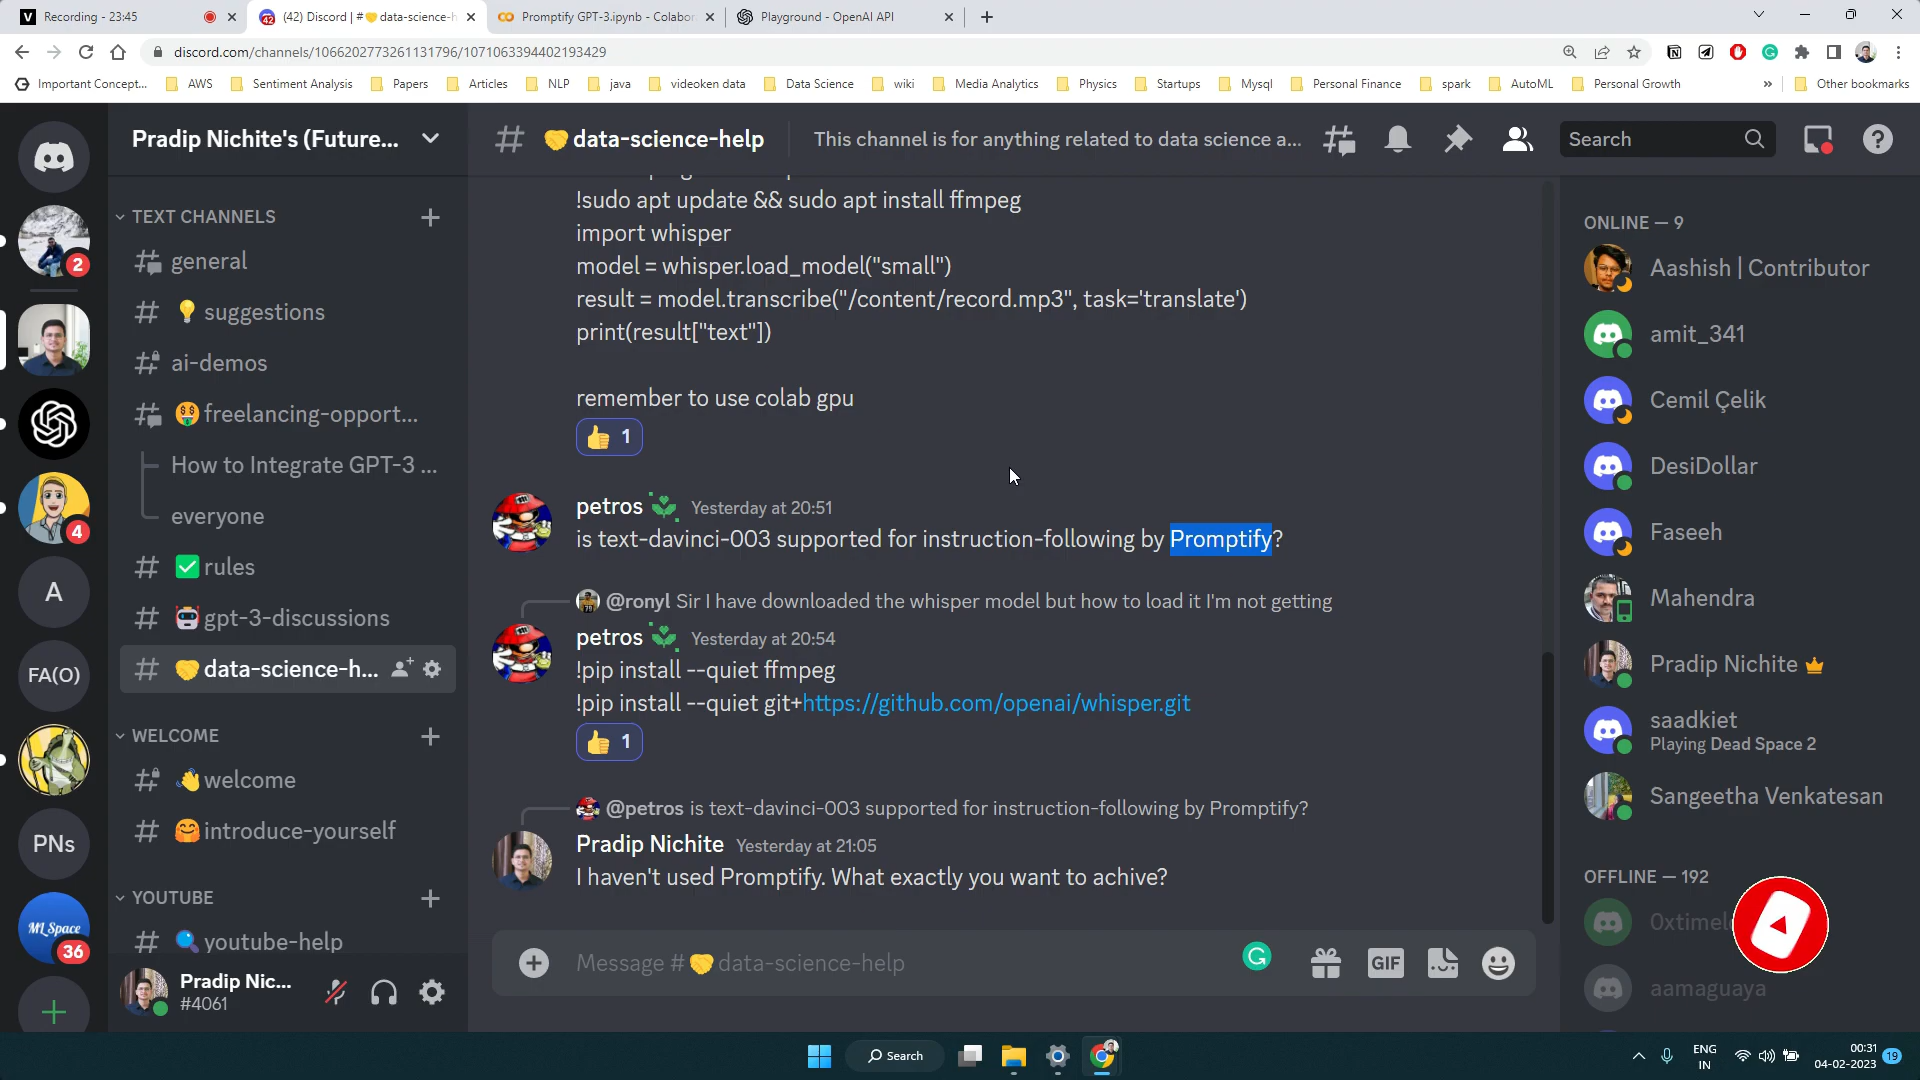 Recording - 23:45
(42) Discord | #🤝data-science-h
Promptify GPT-3.ipynb - Colabor
Playground - OpenAI API
discord.com/channels/1066202773261131796/1071063394402193429
Important Concept...
AWS
Sentiment Analysis
Papers
Articles
NLP
java
videoken data
Data Science
wiki
Media Analytics
Physics
Startups
Mysql
Personal Finance
spark
AutoML
Personal Growth
»
Other bookmarks
2
4
A
FA(O)
PNs
ML Space
36
Pradip Nichite's (Future...
TEXT CHANNELS
general
💡suggestions
ai-demos
🤑freelancing-opport...
How to Integrate GPT-3 ...
everyone
✅rules
🤖gpt-3-discussions
🤝data-science-h...
WELCOME
👋welcome
🤗introduce-yourself
YOUTUBE
🔍youtube-help
Pradip Nic...
#4061
🤝data-science-help
This channel is for anything related to data science a...
Search
!sudo apt update && sudo apt install ffmpeg
import whisper
model = whisper.load_model("small")
result = model.transcribe("/content/record.mp3", task='translate')
print(result["text"])
remember to use colab gpu
👍 1
petros Yesterday at 20:51
is text-davinci-003 supported for instruction-following by Promptify?
@ronyl Sir I have downloaded the whisper model but how to load it I'm not getting
petros Yesterday at 20:54
!pip install --quiet ffmpeg
!pip install --quiet git+https://github.com/openai/whisper.git
👍 1
@petros is text-davinci-003 supported for instruction-following by Promptify?
Pradip Nichite Yesterday at 21:05
I haven't used Promptify. What exactly you want to achive?
Message #🤝data-science-help
GIF
ONLINE — 9
Aashish | Contributor
amit_341
Cemil Çelik
DesiDollar
Faseeh
Mahendra
Pradip Nichite
saadkiet
Playing Dead Space 2
Sangeetha Venkatesan
OFFLINE — 192
aamaguaya
Search
ENG
IN
00:31
04-02-2023
19